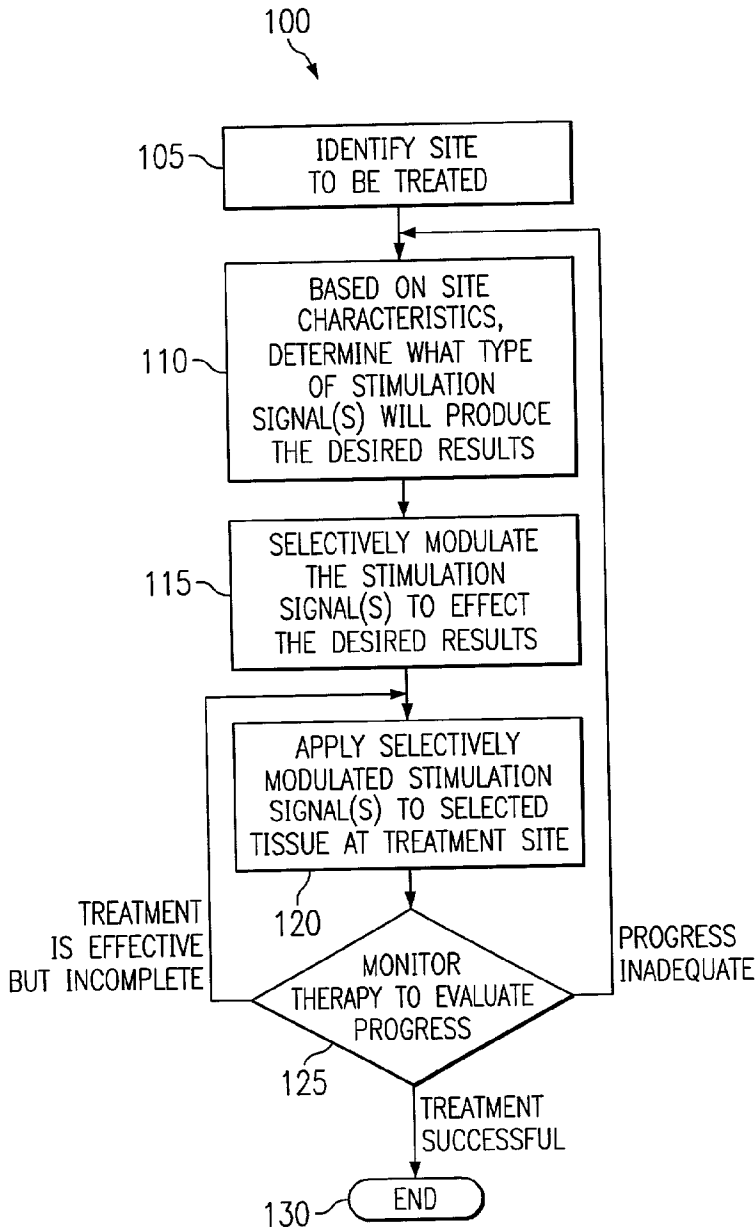 100
105
IDENTIFY SITE
TO BE TREATED
110
BASED ON SITE
CHARACTERISTICS,
DETERMINE WHAT TYPE
OF STIMULATION
SIGNAL(S) WILL PRODUCE
THE DESIRED RESULTS
115
SELECTIVELY MODULATE
THE STIMULATION
SIGNAL(S) TO EFFECT
THE DESIRED RESULTS
APPLY SELECTIVELY
MODULATED STIMULATION
SIGNAL(S) TO SELECTED
TISSUE AT TREATMENT SITE
120
TREATMENT
IS EFFECTIVE
BUT INCOMPLETE
MONITOR
THERAPY TO EVALUATE
PROGRESS
125
PROGRESS
INADEQUATE
TREATMENT
SUCCESSFUL
130
END